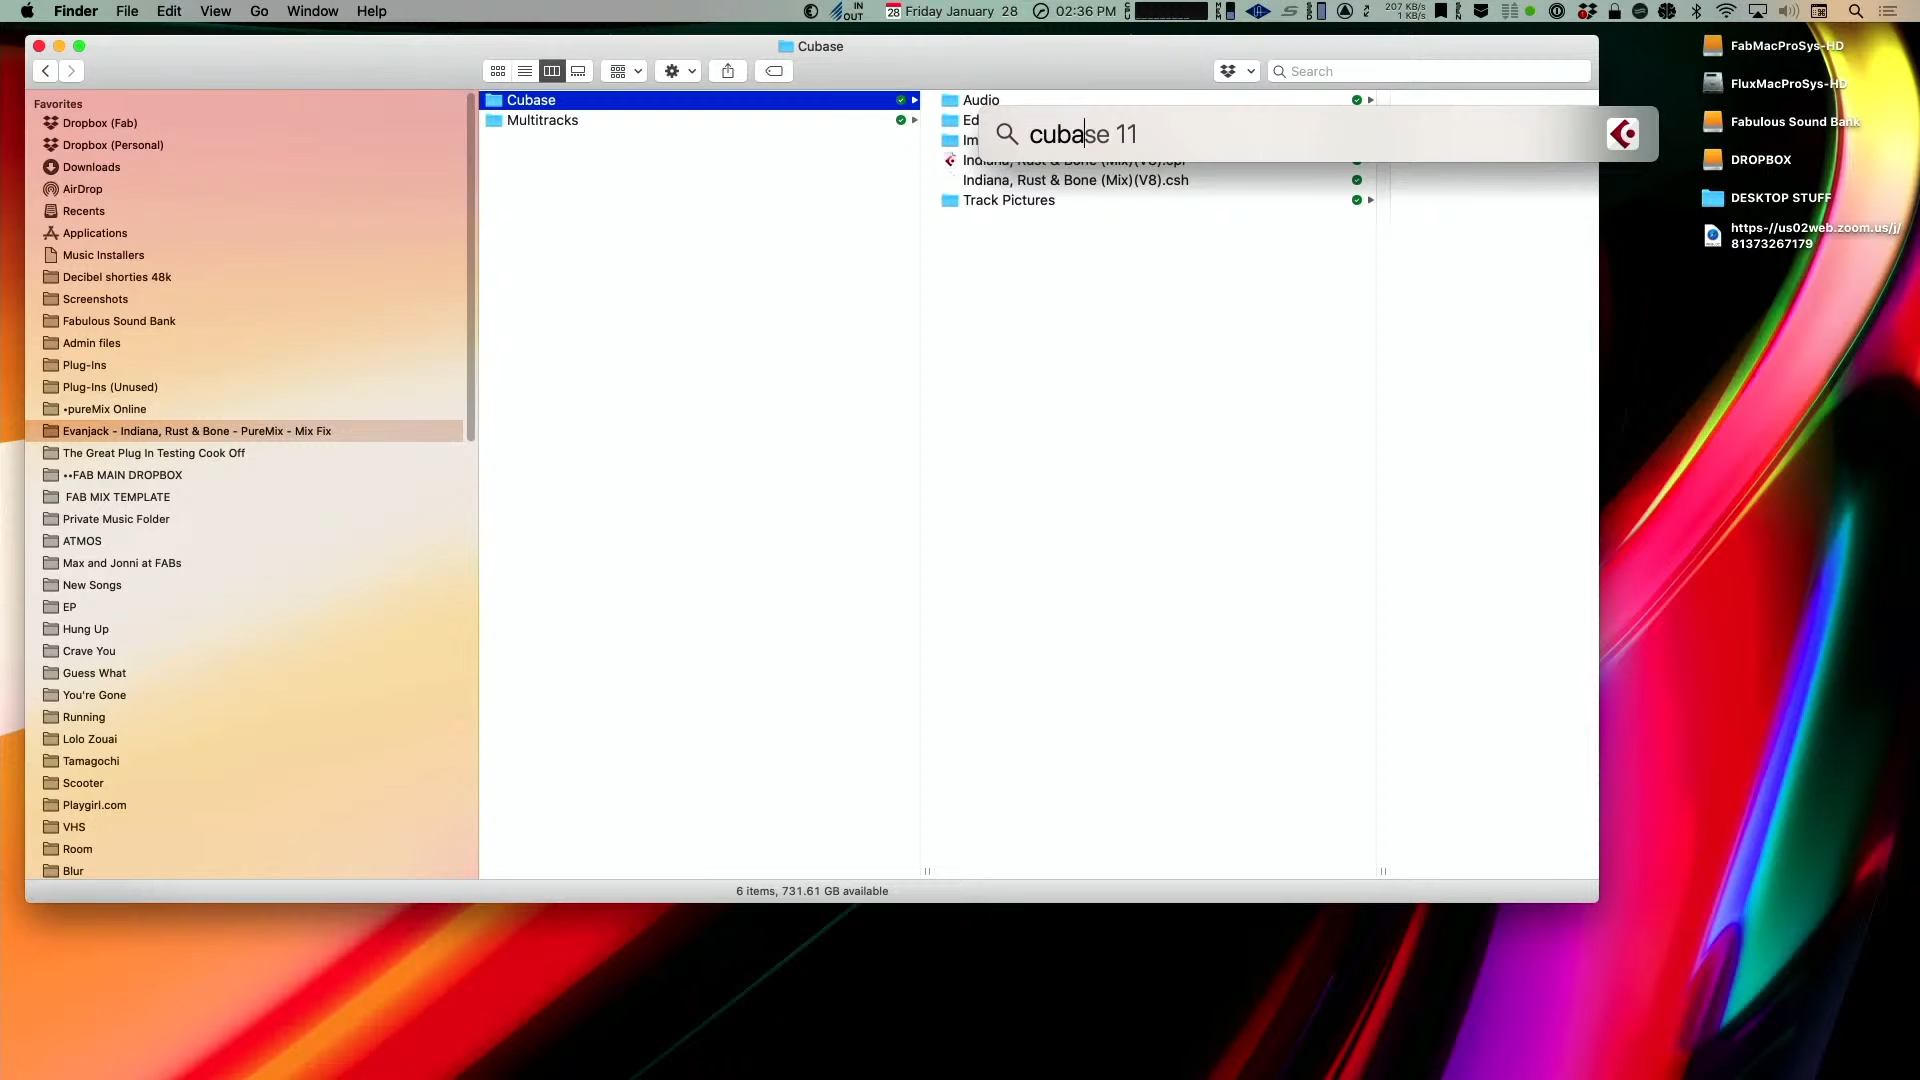 Finder File Edit View Go Window Help
IN
OUT
28 Friday January 28 02:36 PM
207 KB/s
1 KB/s
Cubase
Search
Favorites
Dropbox (Fab)
Dropbox (Personal)
Downloads
AirDrop
Recents
Applications
Music Installers
Decibel shorties 48k
Screenshots
Fabulous Sound Bank
Admin files
Plug-Ins
Plug-Ins (Unused)
•pureMix Online
Evanjack - Indiana, Rust & Bone - PureMix - Mix Fix
The Great Plug In Testing Cook Off
••FAB MAIN DROPBOX
FAB MIX TEMPLATE
Private Music Folder
ATMOS
Max and Jonni at FABs
New Songs
EP
Hung Up
Crave You
Guess What
You're Gone
Running
Lolo Zouai
Tamagochi
Scooter
Playgirl.com
VHS
Room
Blur
Cubase
Multitracks
Audio
Ed
Im
Indiana, Rust & Bone (Mix)(V8).cpr
Indiana, Rust & Bone (Mix)(V8).csh
Track Pictures
cubase 11
6 items, 731.61 GB available
FabMacProSys-HD
FluxMacProSys-HD
Fabulous Sound Bank
DROPBOX
DESKTOP STUFF
https-//us02web.zoom.us/j/
81373267179